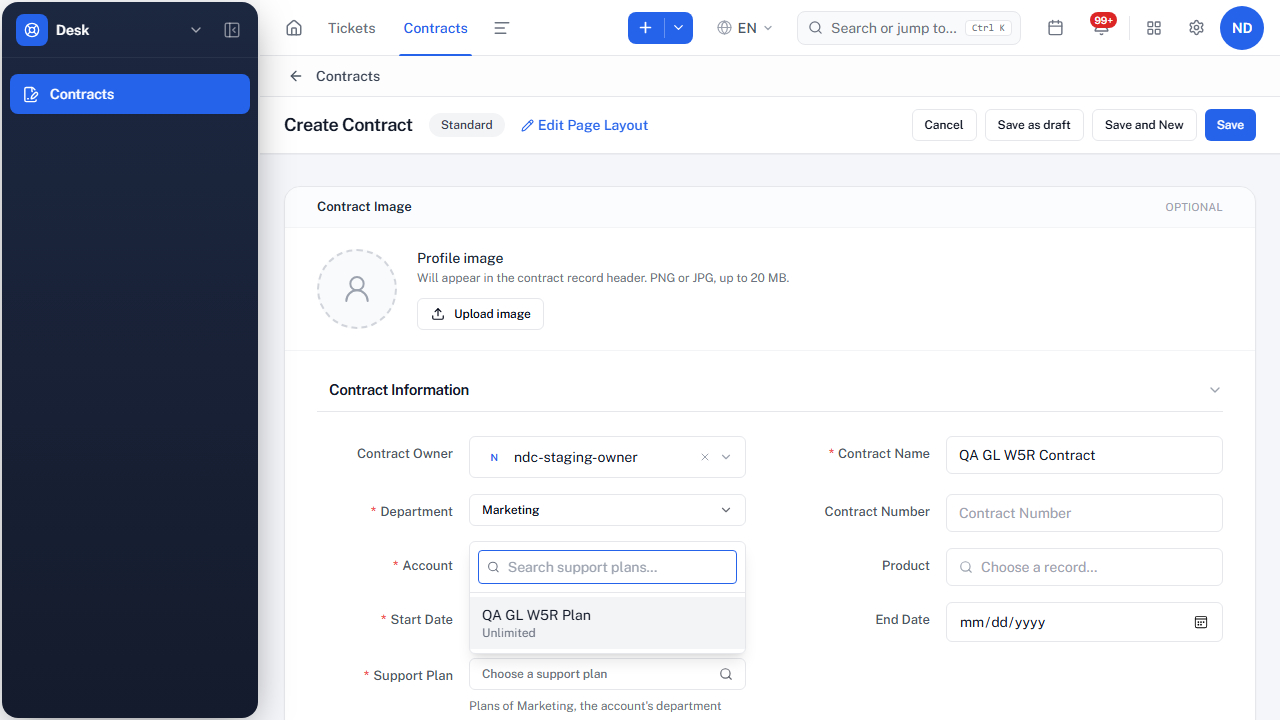 Desk
Contracts
Tickets
Contracts
EN
Search or jump to...
Ctrl K
99+
ND
Contracts
Create Contract
Standard
Edit Page Layout
Cancel
Save as draft
Save and New
Save
Contract Image
OPTIONAL
Profile image
Will appear in the contract record header. PNG or JPG, up to 20 MB.
Upload image
Contract Information
Contract Owner
N
ndc-staging-owner
* Contract Name
QA GL W5R Contract
* Department
Marketing
Contract Number
Contract Number
* Account
Search support plans...
Product
Choose a record...
QA GL W5R Plan
Unlimited
* Start Date
End Date
mm/dd/yyyy
* Support Plan
Choose a support plan
Plans of Marketing, the account's department